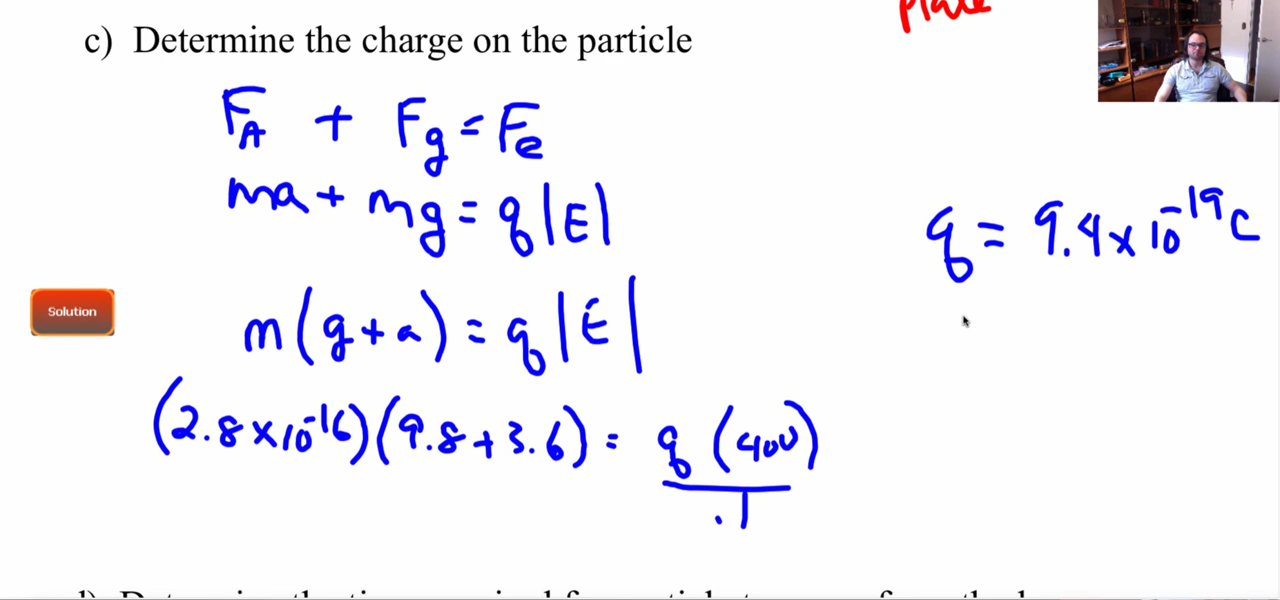 plate
c) Determine the charge on the particle
F_A + F_g = F_e
ma + mg = q|E|
q = 9.4 x 10^-19 C
Solution
m(g + a) = q|E|
(2.8 x 10^-16)(9.8 + 3.6) = q (400)
.1